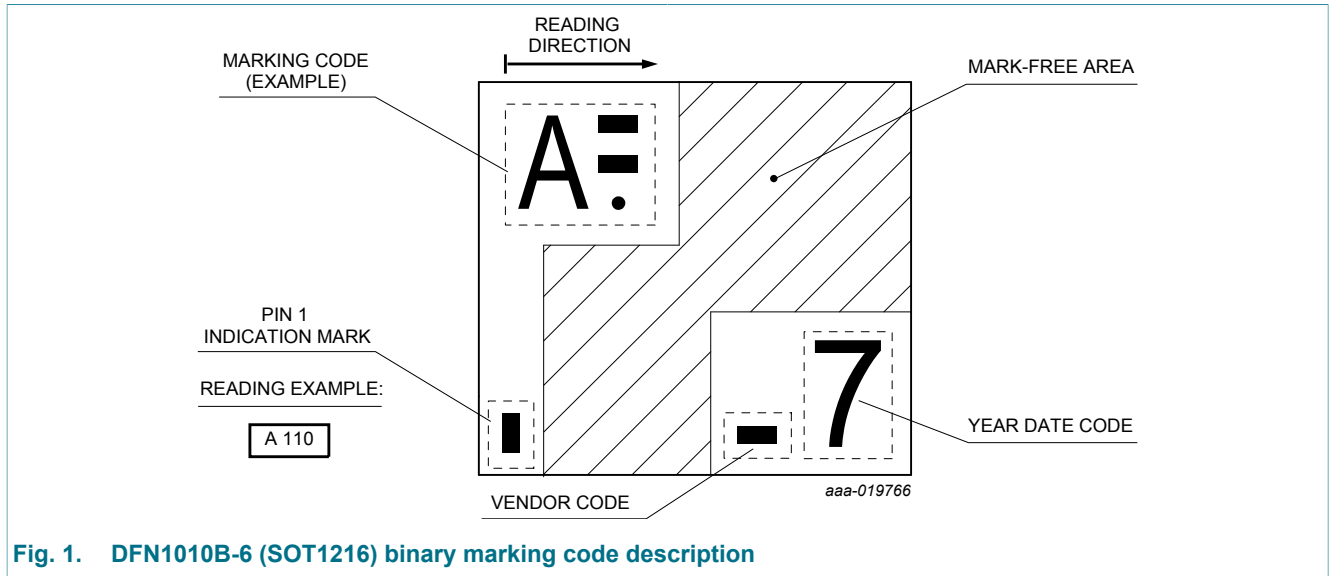 READING
DIRECTION
MARKING CODE
(EXAMPLE)
MARK-FREE AREA
A
PIN 1
INDICATION MARK
READING EXAMPLE:
A 110
7
YEAR DATE CODE
VENDOR CODE
aaa-019766
Fig. 1. DFN1010B-6 (SOT1216) binary marking code description